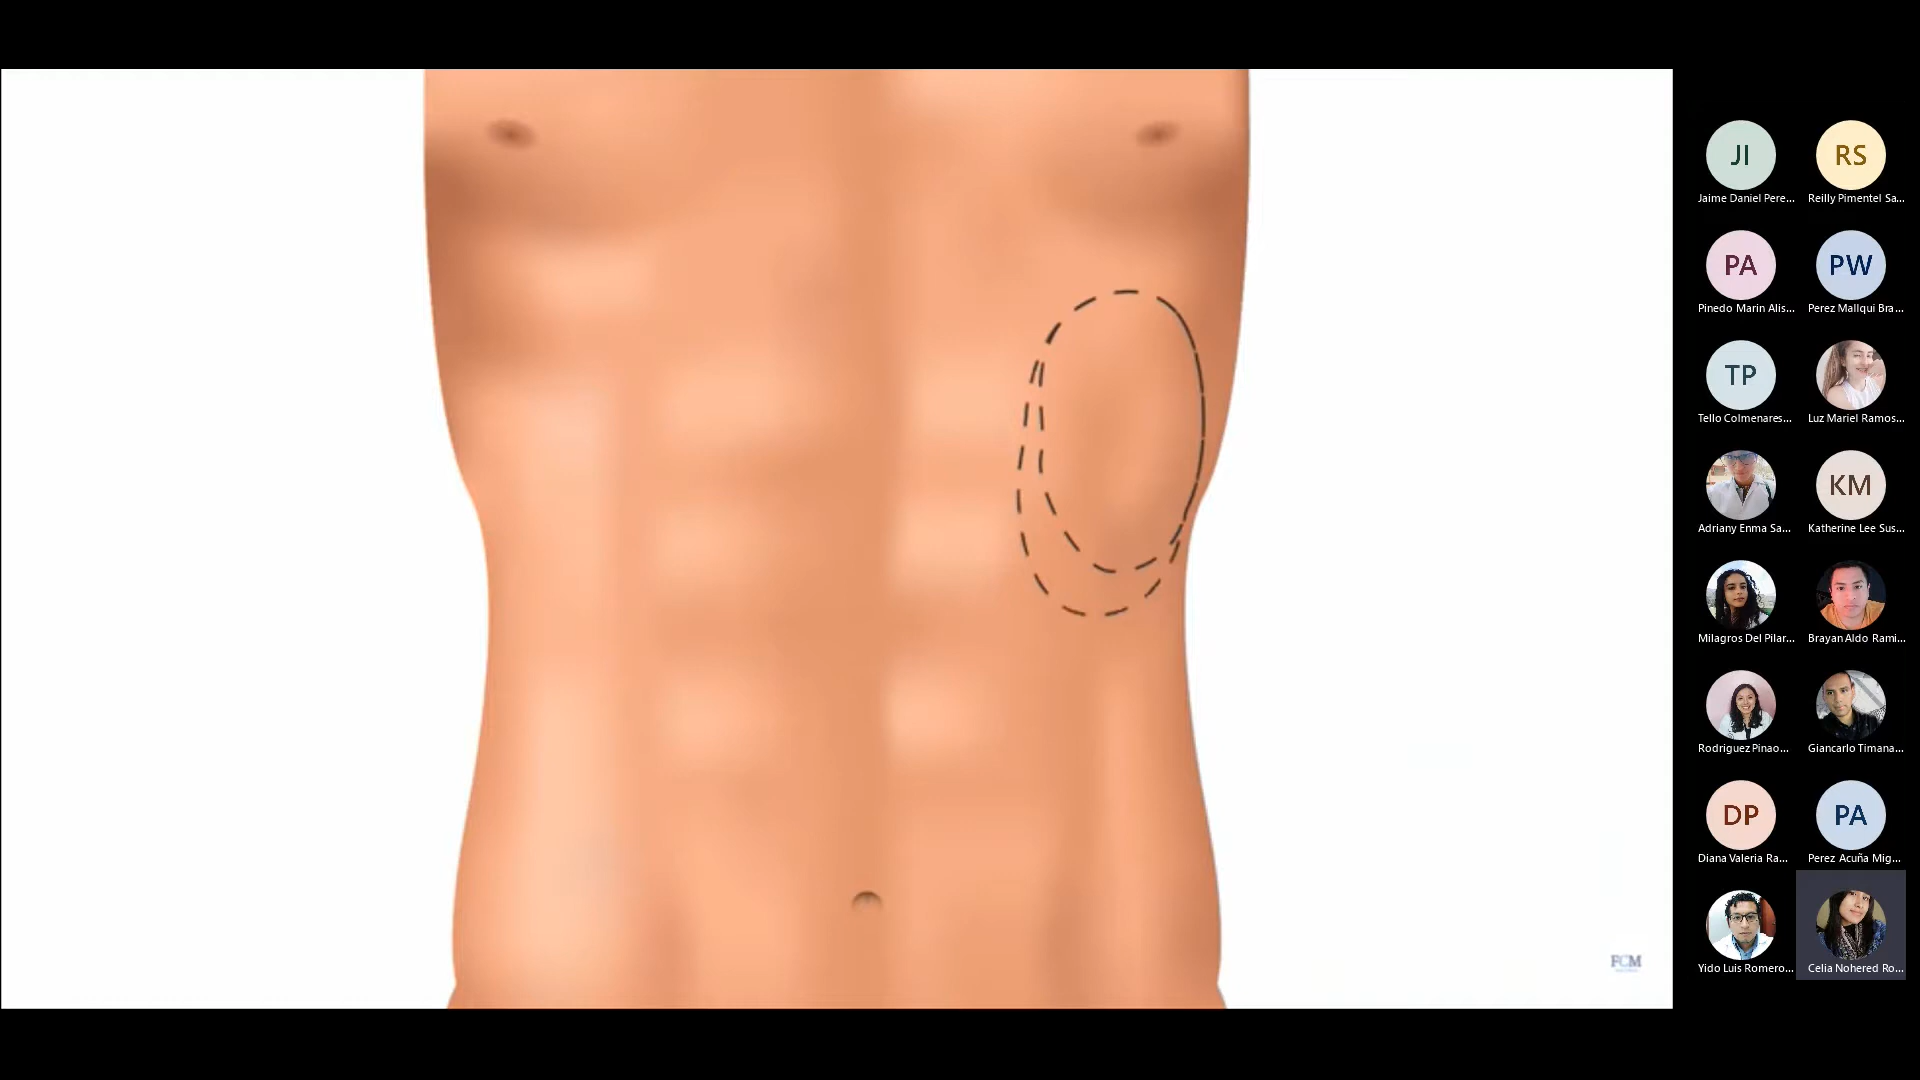 JI
RS
Jaime Daniel Pere...
Reilly Pimentel Sa...
PA
PW
Pinedo Marin Alis...
Perez Mallqui Bra...
TP
Tello Colmenares...
Luz Mariel Ramos...
KM
Adriany Enma Sa...
Katherine Lee Sus...
Milagros Del Pilar...
Brayan Aldo Rami...
Rodriguez Pinao...
Giancarlo Timana...
DP
PA
Diana Valeria Ra...
Perez Acuña Mig...
Yido Luis Romero...
Celia Nohered Ro...
FCM